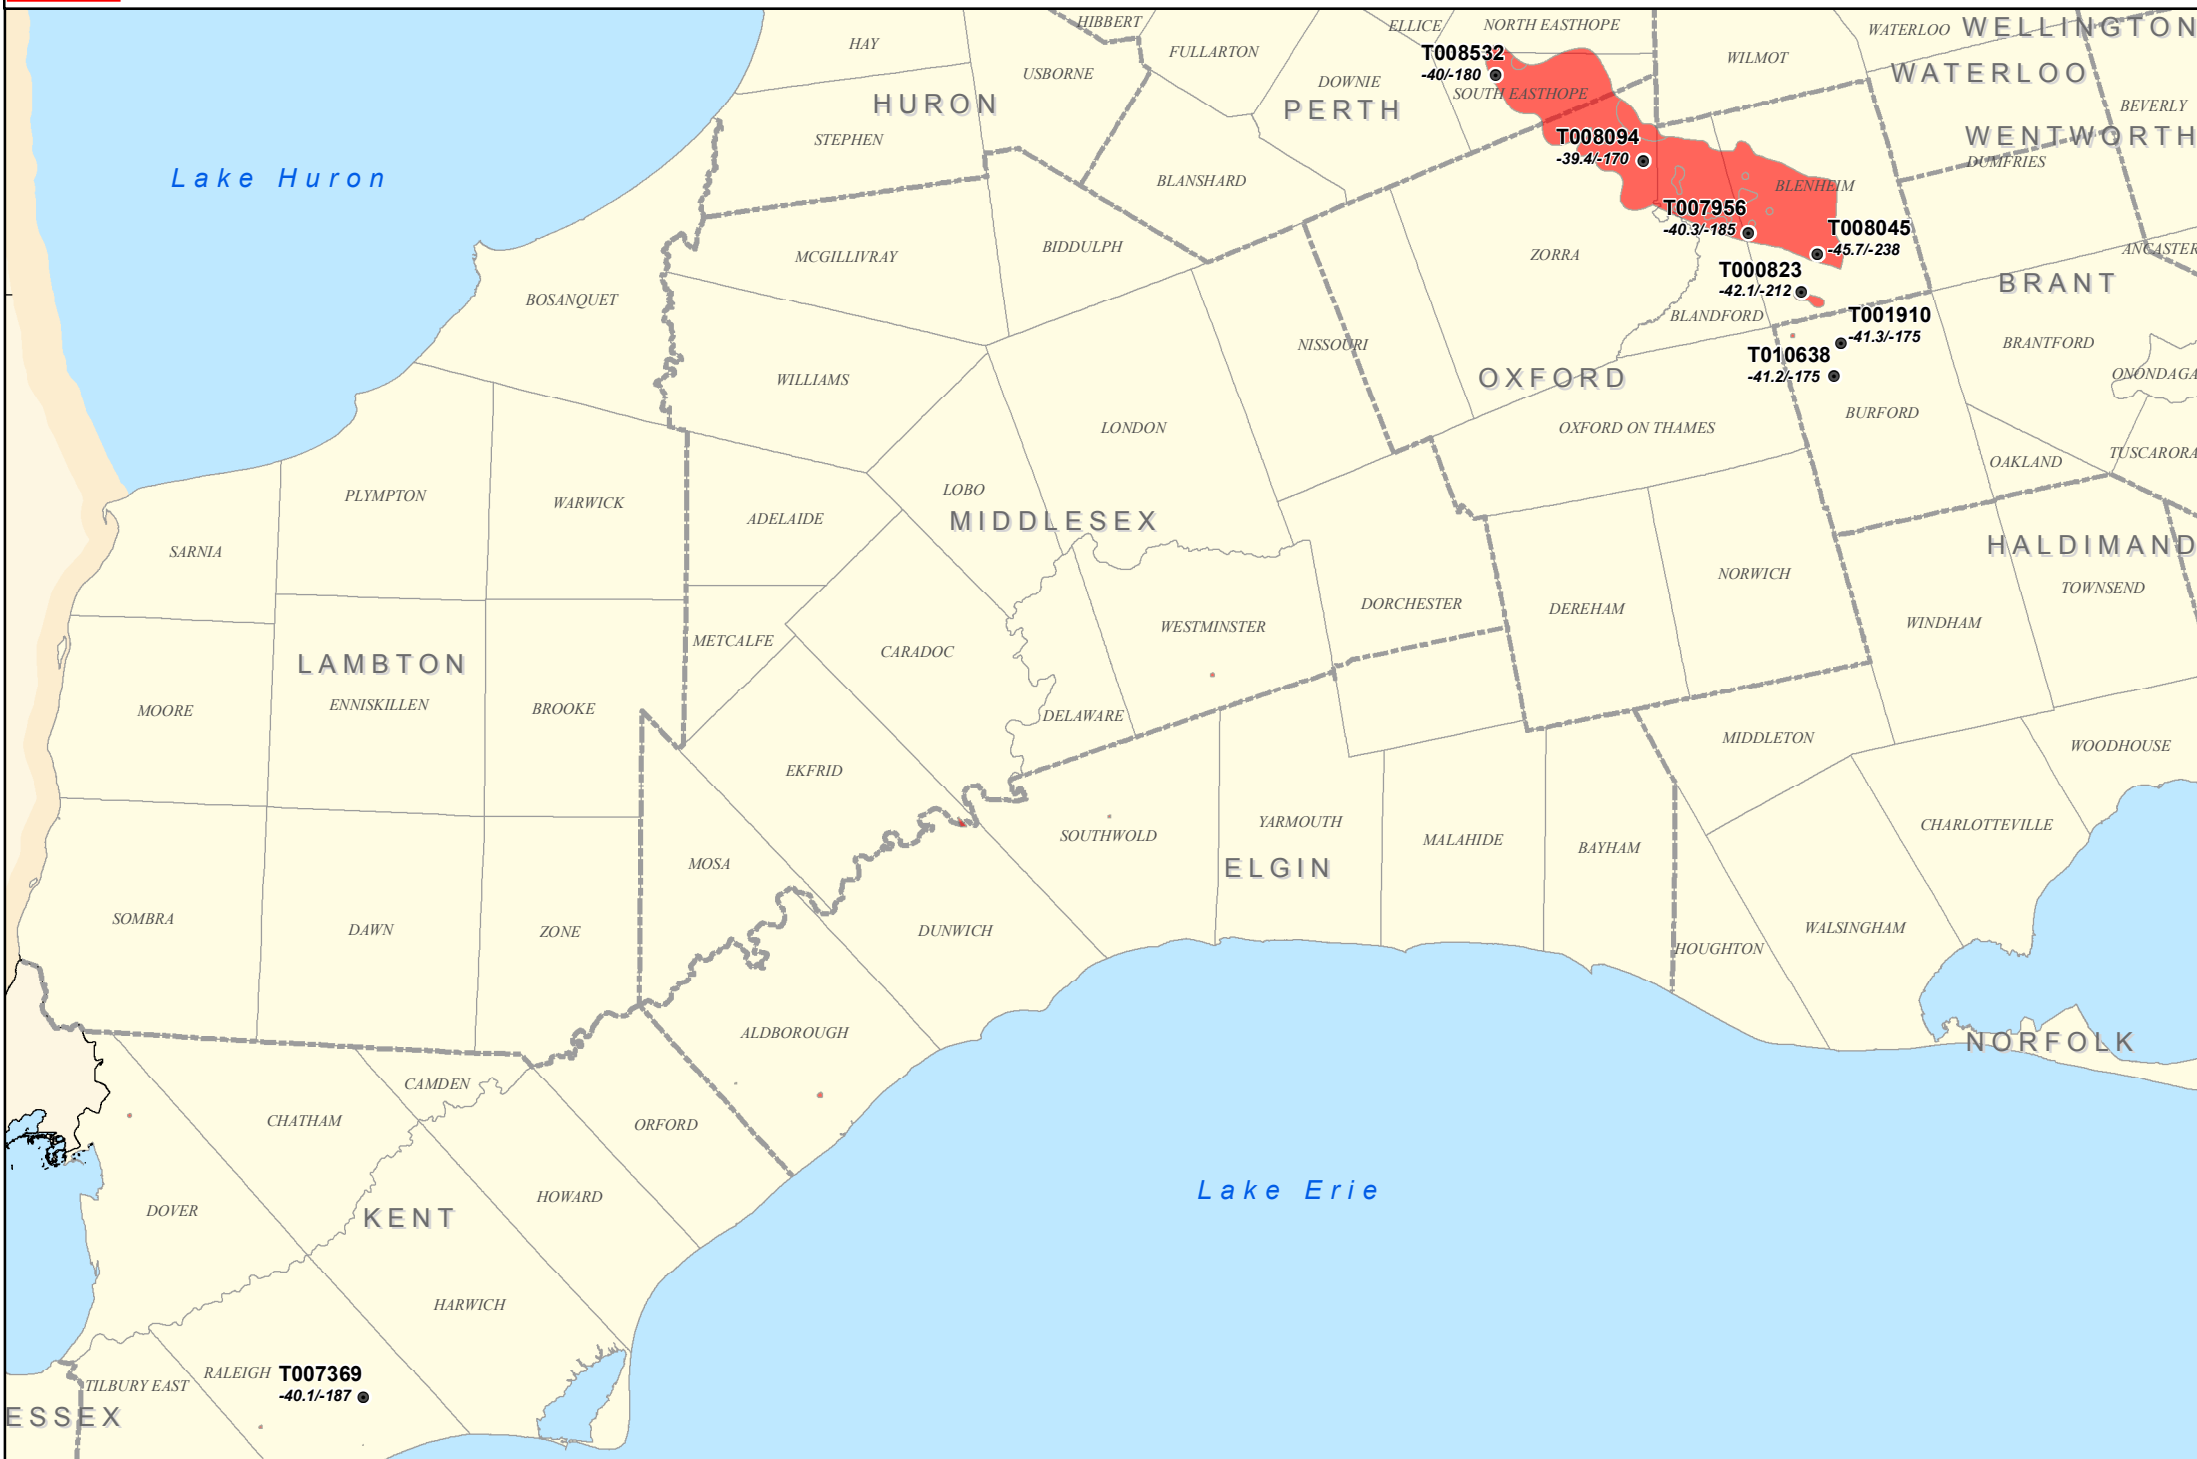 HIBBERT
ELLICE
NORTH EASTHOPE
WATERLOO
WELLINGTON
HAY
FULLARTON
T008532
-40/-180
WILMOT
USBORNE
DOWNIE
WATERLOO
HURON
SOUTH EASTHOPE
PERTH
BEVERLY
STEPHEN
T008094
-39.4/-170
WENTWORTH
DUMFRIES
Lake Huron
BLANSHARD
BLENHEIM
T007956
-40.3/-185
T008045
-45.7/-238
MCGILLIVRAY
BIDDULPH
ZORRA
ANCASTER
T000823
-42.1/-212
BRANT
BOSANQUET
BLANDFORD
T001910
-41.3/-175
NISSOURI
BRANTFORD
T010638
-41.2/-175
WILLIAMS
OXFORD
ONONDAGA
BURFORD
LONDON
OXFORD ON THAMES
TUSCARORA
OAKLAND
PLYMPTON
WARWICK
LOBO
ADELAIDE
MIDDLESEX
SARNIA
HALDIMAND
NORWICH
TOWNSEND
DORCHESTER
DEREHAM
WINDHAM
WESTMINSTER
METCALFE
CARADOC
LAMBTON
ENNISKILLEN
MOORE
BROOKE
DELAWARE
MIDDLETON
WOODHOUSE
EKFRID
YARMOUTH
CHARLOTTEVILLE
SOUTHWOLD
MALAHIDE
BAYHAM
MOSA
ELGIN
SOMBRA
DAWN
ZONE
DUNWICH
WALSINGHAM
HOUGHTON
ALDBOROUGH
NORFOLK
CAMDEN
CHATHAM
ORFORD
Lake Erie
HOWARD
DOVER
KENT
HARWICH
RALEIGH
T007369
-40.1/-187
TILBURY EAST
ESSEX